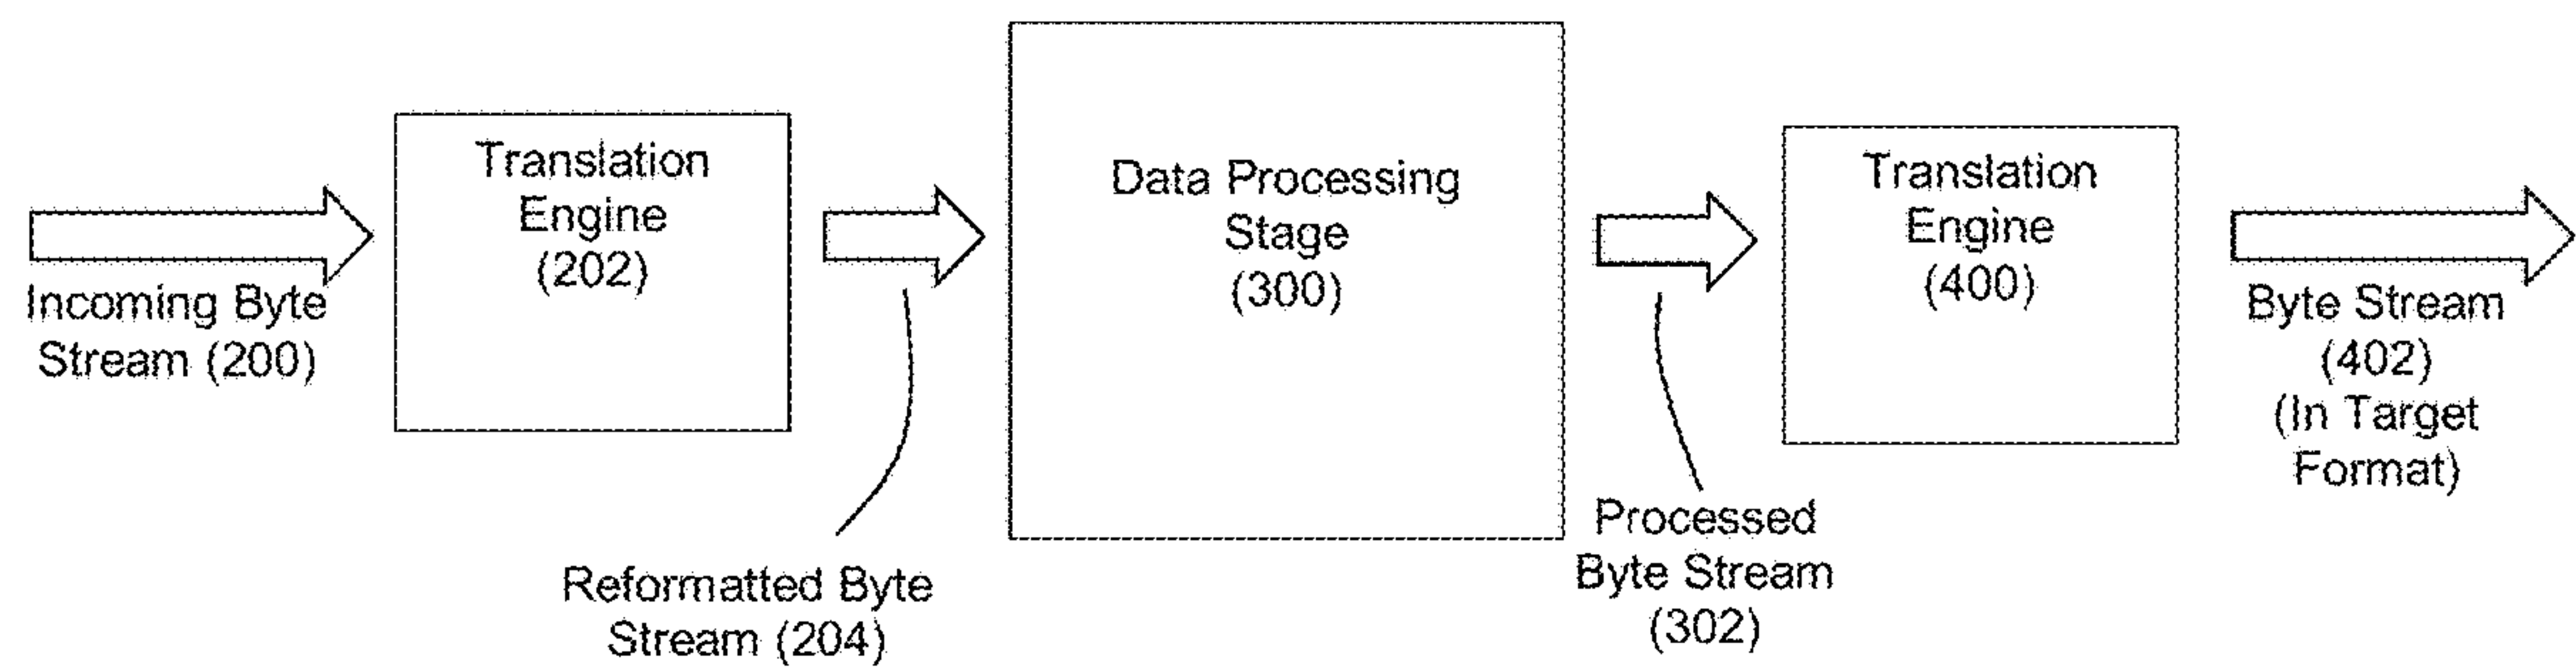 Incoming Byte
Stream (200)
Translation
Engine
(202)
Reformatted Byte
Stream (204)
Data Processing
Stage
(300)
Processed
Byte Stream
(302)
Translation
Engine
(400)
Byte Stream
(402)
(In Target
Format)